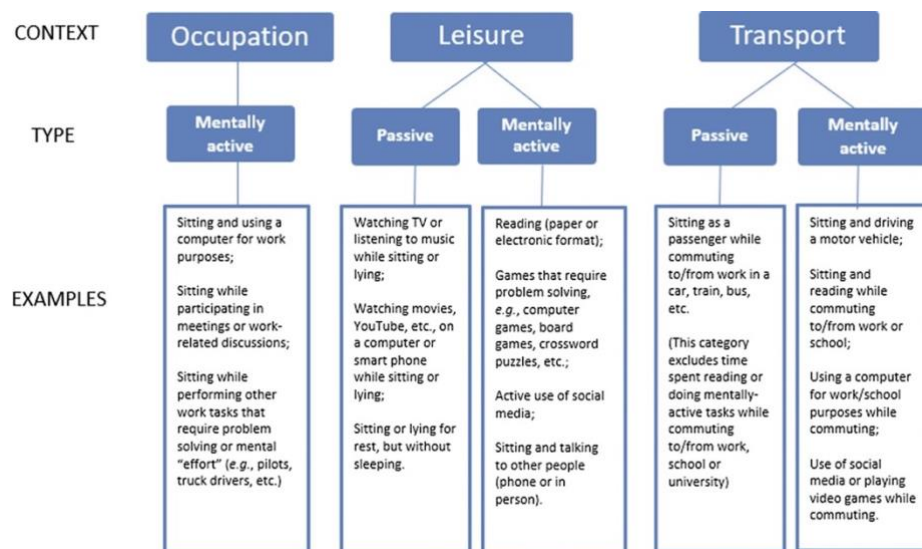 CONTEXT
Occupation
Leisure
Transport
TYPE
Mentally
active
Passive
Mentally
active
Passive
Mentally
active
EXAMPLES
Sitting and using a
computer for work
purposes;
Sitting while
participating in
meetings or work-
related discussions;
Sitting while
performing other
work tasks that
require problem
solving or mental
“effort” (e.g., pilots,
truck drivers, etc.)
Watching TV or
listening to music
while sitting or
lying;
Watching movies,
YouTube, etc., on
a computer or
smart phone
while sitting or
lying;
Sitting or lying for
rest, but without
sleeping.
Reading (paper or
electronic format);
Games that require
problem solving,
e.g., computer
games, board
games, crossword
puzzles, etc.;
Active use of social
media;
Sitting and talking
to other people
(phone or in
person).
Sitting as a
passenger while
commuting
to/from work in a
car, train, bus,
etc.
(This category
excludes time
spent reading or
doing mentally-
active tasks while
commuting
to/from work,
school or
university)
Sitting and driving
a motor vehicle;
Sitting and
reading while
commuting
to/from work or
school;
Using a computer
for work/school
purposes while
commuting;
Use of social
media or playing
video games while
commuting.